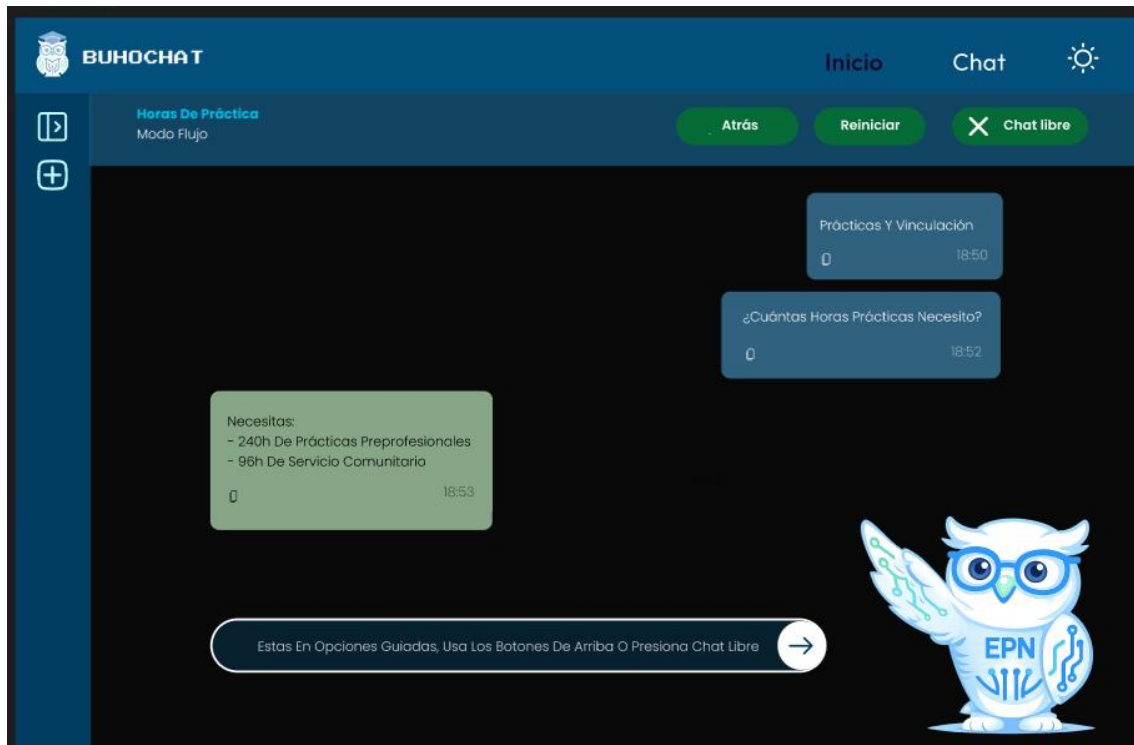 BUHOCHAT
Inicio
Chat
Horas De Práctica
Modo Flujo
Atrás
Reiniciar
Chat libre
Prácticas Y Vinculación
18:50
¿Cuántas Horas Prácticas Necesito?
18:52
Necesitas:
- 240h De Prácticas Preprofesionales
- 96h De Servicio Comunitario
18:53
Estas En Opciones Guiadas, Usa Los Botones De Arriba O Presiona Chat Libre
EPN